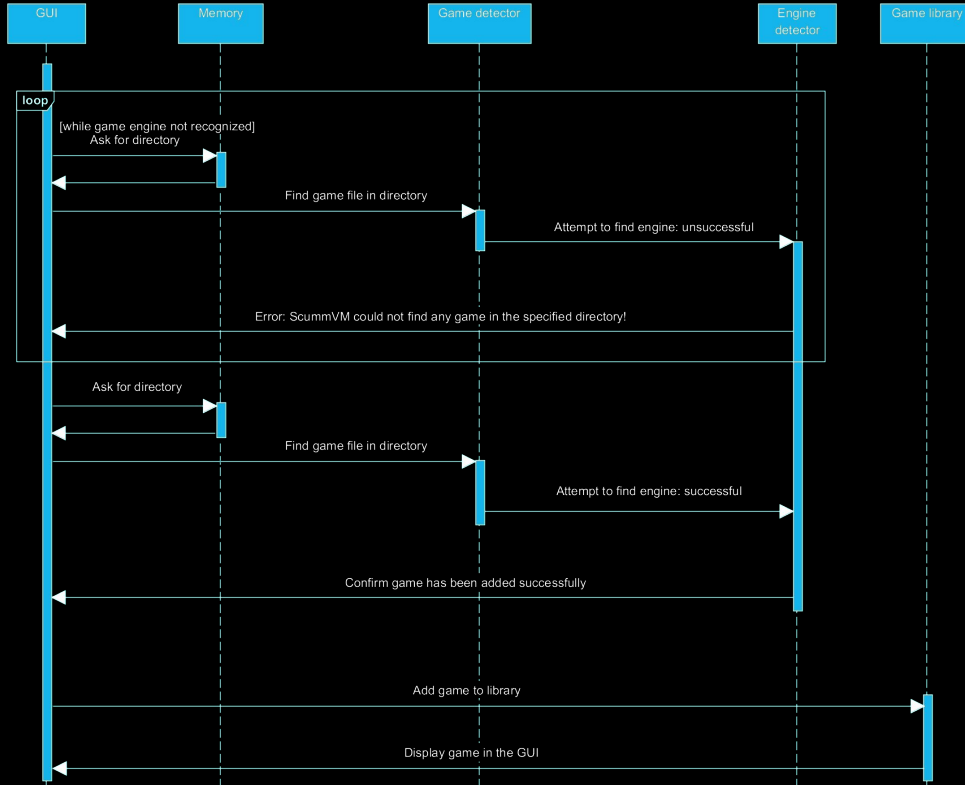 GUI
Memory
Game detector
Engine
detector
Game library
loop
[while game engine not recognized]
Ask for directory
Find game file in directory
Attempt to find engine: unsuccessful
Error: ScummVM could not find any game in the specified directory!
Ask for directory
Find game file in directory
Attempt to find engine: successful
Confirm game has been added successfully
Add game to library
Display game in the GUI